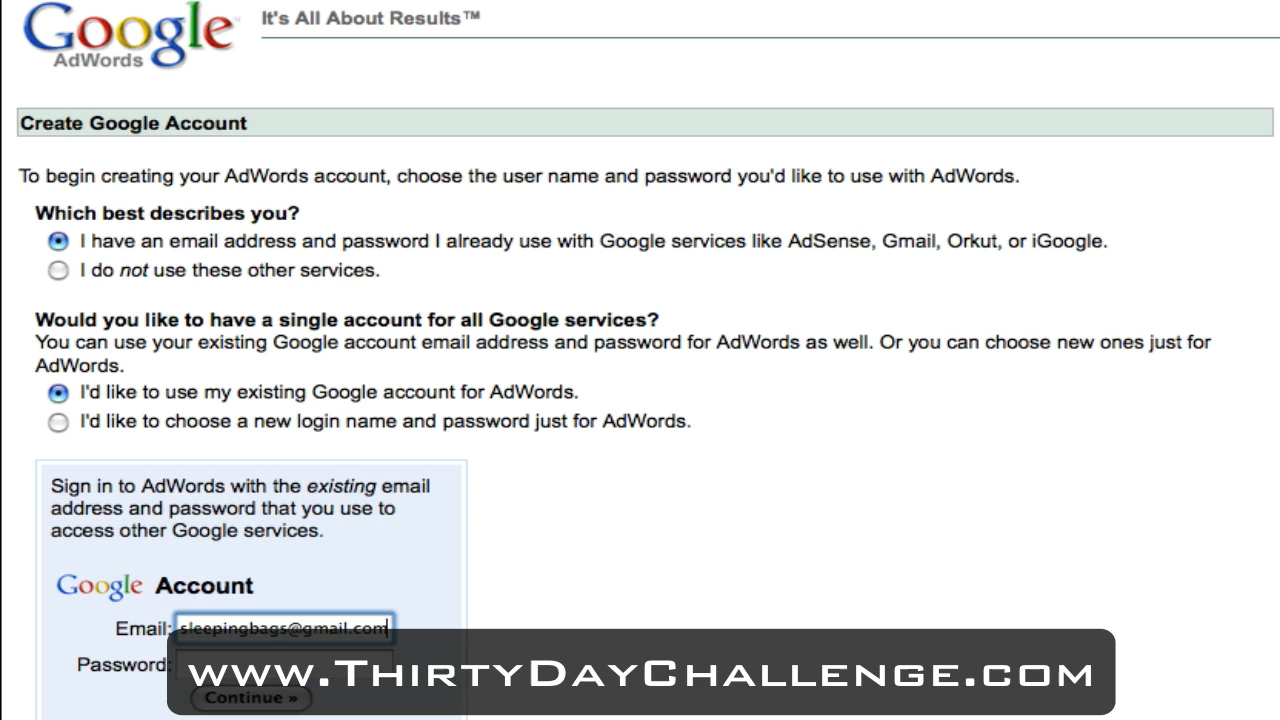 Google
AdWords
It's All About Results™
Create Google Account
To begin creating your AdWords account, choose the user name and password you'd like to use with AdWords.
Which best describes you?
I have an email address and password I already use with Google services like AdSense, Gmail, Orkut, or iGoogle.
I do not use these other services.
Would you like to have a single account for all Google services?
You can use your existing Google account email address and password for AdWords as well. Or you can choose new ones just for
AdWords.
I'd like to use my existing Google account for AdWords.
I'd like to choose a new login name and password just for AdWords.
Sign in to AdWords with the existing email
address and password that you use to
access other Google services.
Google Account
Email: sleepingbags@gmail.com
Password:
www.ThirtyDayChallenge.com
Continue »